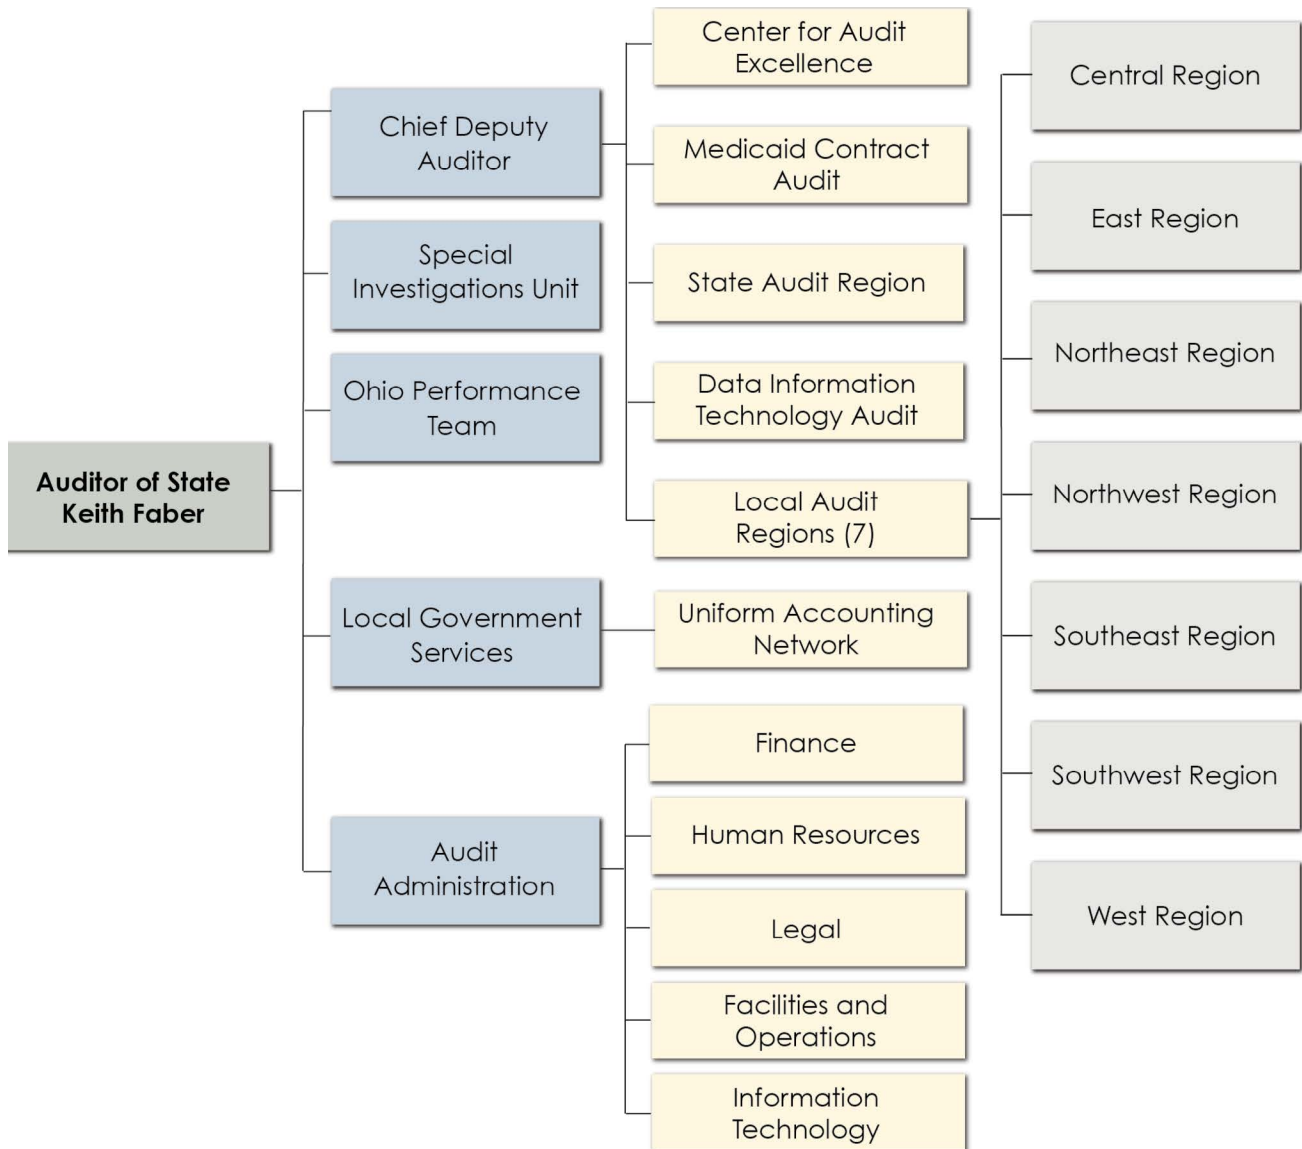 Auditor of State
Keith Faber
Chief Deputy
Auditor
Special
Investigations Unit
Ohio Performance
Team
Local Government
Services
Audit
Administration
Center for Audit
Excellence
Medicaid Contract
Audit
State Audit Region
Data Information
Technology Audit
Local Audit
Regions (7)
Uniform Accounting
Network
Finance
Human Resources
Legal
Facilities and
Operations
Information
Technology
Central Region
East Region
Northeast Region
Northwest Region
Southeast Region
Southwest Region
West Region